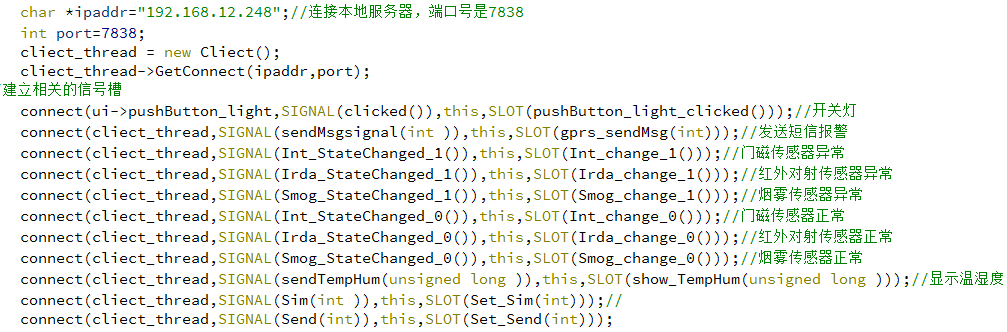 char *ipaddr="192.168.12.248";//连接本地服务器，端口号是7838
int port=7838;
cliect_thread = new Cliect();
cliect_thread->GetConnect(ipaddr,port);
建立相关的信号槽
connect(ui->pushButton_light,SIGNAL(clicked()),this,SLOT(pushButton_light_clicked()));//开关灯
connect(cliect_thread,SIGNAL(sendMsgsignal(int )),this,SLOT(gprs_sendMsg(int)));//发送短信报警
connect(cliect_thread,SIGNAL(Int_StateChanged_1()),this,SLOT(Int_change_1()));//门磁传感器异常
connect(cliect_thread,SIGNAL(Irda_StateChanged_1()),this,SLOT(Irda_change_1()));//红外对射传感器异常
connect(cliect_thread,SIGNAL(Smog_StateChanged_1()),this,SLOT(Smog_change_1()));//烟雾传感器异常
connect(cliect_thread,SIGNAL(Int_StateChanged_0()),this,SLOT(Int_change_0()));//门磁传感器正常
connect(cliect_thread,SIGNAL(Irda_StateChanged_0()),this,SLOT(Irda_change_0()));//红外对射传感器正常
connect(cliect_thread,SIGNAL(Smog_StateChanged_0()),this,SLOT(Smog_change_0()));//烟雾传感器正常
connect(cliect_thread,SIGNAL(sendTempHum(unsigned long )),this,SLOT(show_TempHum(unsigned long )));//显示温湿度
connect(cliect_thread,SIGNAL(Sim(int )),this,SLOT(Set_Sim(int)));//
connect(cliect_thread,SIGNAL(Send(int)),this,SLOT(Set_Send(int)));